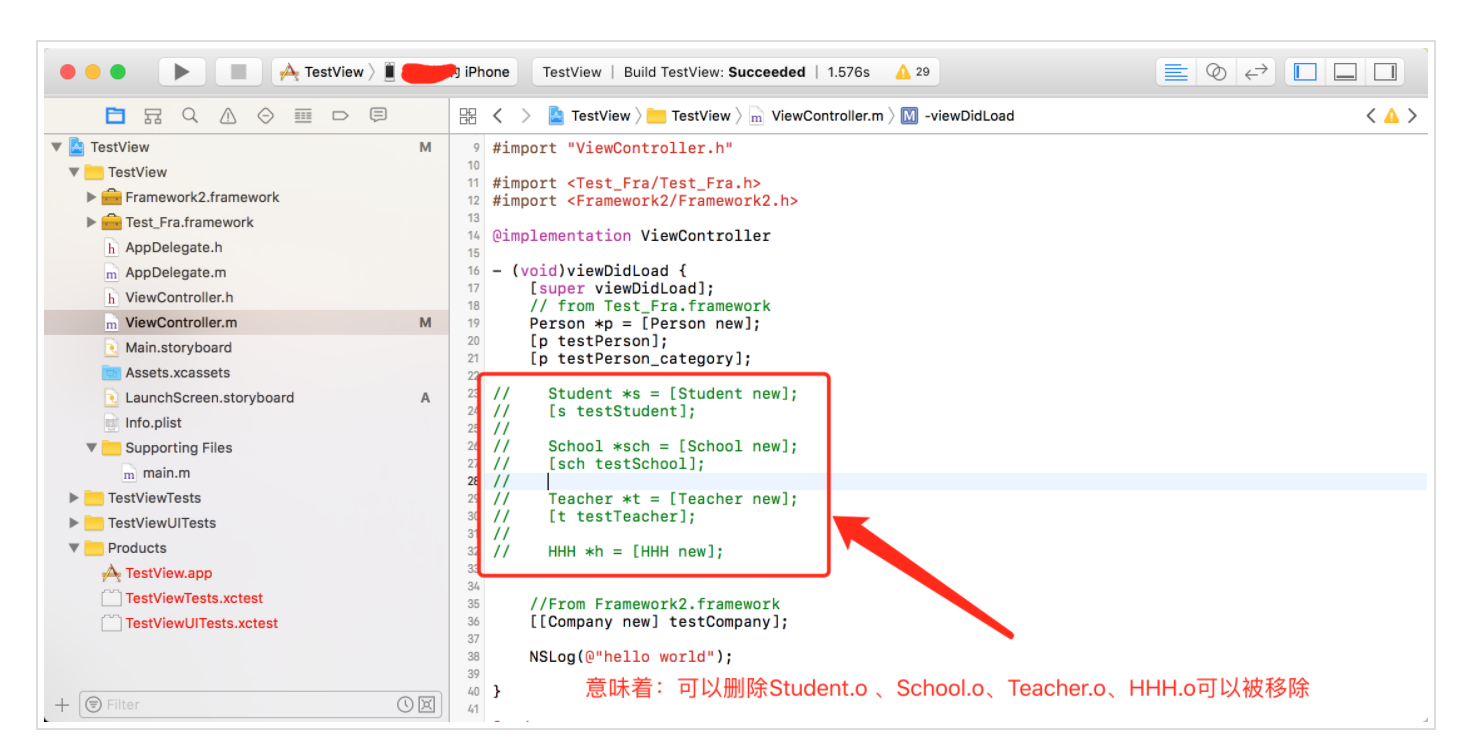 TestView 〉 的 iPhone
TestView | Build TestView: Succeeded | 1.576s 29
TestView 〉 TestView 〉 m ViewController.m 〉 M -viewDidLoad
TestView M
TestView
Framework2.framework
Test_Fra.framework
h AppDelegate.h
m AppDelegate.m
h ViewController.h
m ViewController.m M
Main.storyboard
Assets.xcassets
LaunchScreen.storyboard A
Info.plist
Supporting Files
m main.m
TestViewTests
TestViewUITests
Products
TestView.app
TestViewTests.xctest
TestViewUITests.xctest
Filter
9 #import "ViewController.h"
10
11 #import <Test_Fra/Test_Fra.h>
12 #import <Framework2/Framework2.h>
13
14 @implementation ViewController
15
16 - (void)viewDidLoad {
17 [super viewDidLoad];
18 // from Test_Fra.framework
19 Person *p = [Person new];
20 [p testPerson];
21 [p testPerson_category];
22
23 // Student *s = [Student new];
24 // [s testStudent];
25 //
26 // School *sch = [School new];
27 // [sch testSchool];
28 //
29 // Teacher *t = [Teacher new];
30 // [t testTeacher];
31 //
32 // HHH *h = [HHH new];
33
34
35 //From Framework2.framework
36 [[Company new] testCompany];
37
38 NSLog(@"hello world");
39
40 }
41
意味着：可以删除Student.o 、School.o、Teacher.o、HHH.o可以被移除